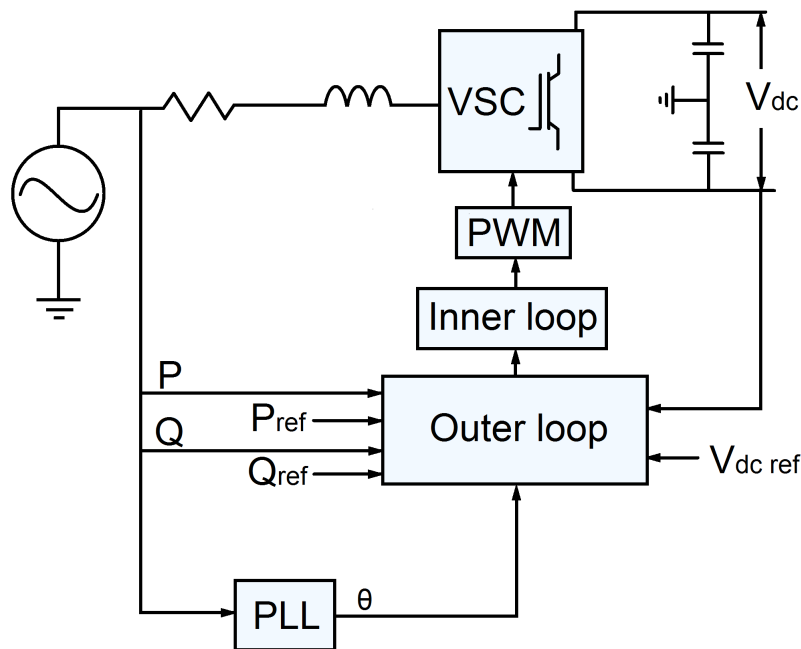 VSC
Vdc
PWM
Inner loop
P
Pref
Outer loop
Q
Qref
Vdc ref
PLL
θ